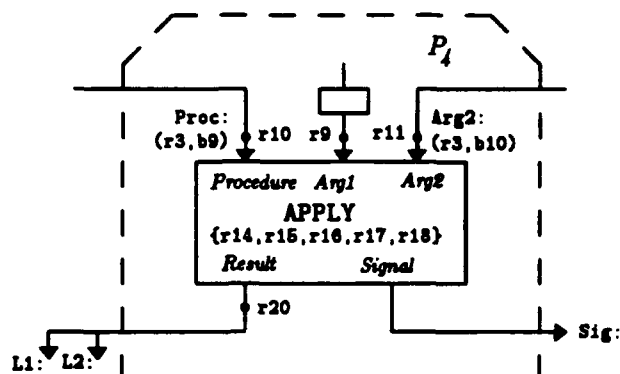 P4
Proc: r10 r9 r11 Arg2:
(r3,b9) (r3,b10)
Procedure Arg1 Arg2
APPLY
{r14,r15,r16,r17,r18}
Result Signal
r20
L1: L2: Sig: